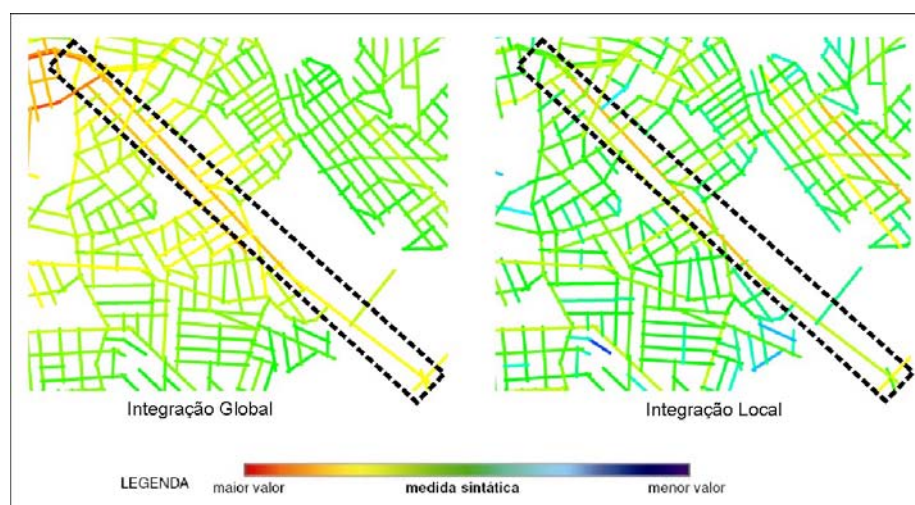 Integração Global
Integração Local
LEGENDA
maior valor
medida sintática
menor valor